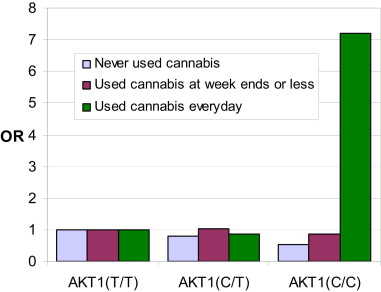 8
7
6
5
OR 4
3
2
1
0
Never used cannabis
Used cannabis at week ends or less
Used cannabis everyday
AKT1(T/T) AKT1(C/T) AKT1(C/C)